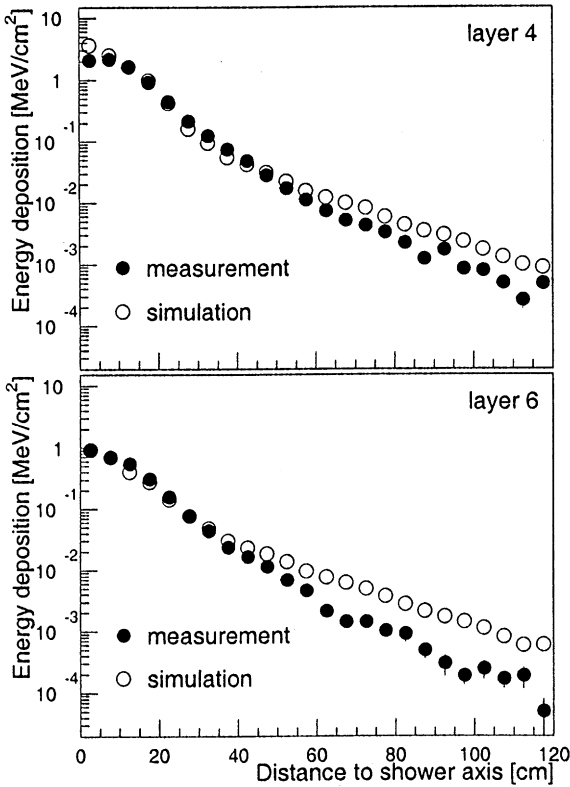 layer 4
Energy deposition [MeV/cm²]
10
1
10 -1
10 -2
10 -3
10 -4
measurement
simulation
layer 6
Energy deposition [MeV/cm²]
10
1
10 -1
10 -2
10 -3
10 -4
measurement
simulation
0 20 40 60 80 100 120
Distance to shower axis [cm]